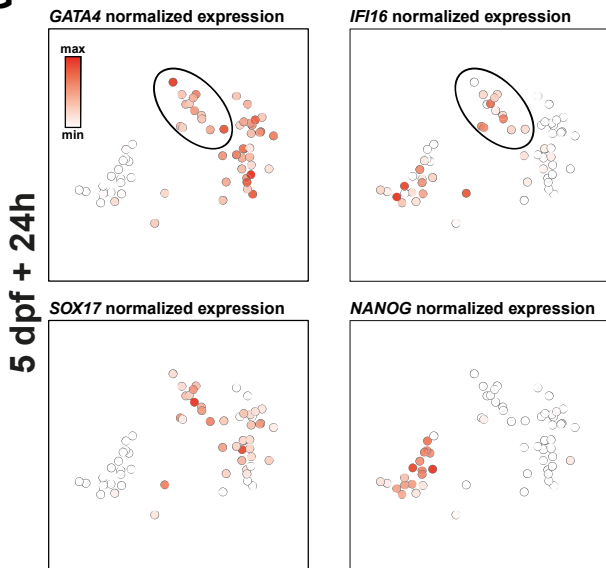 GATA4 normalized expression
IFI16 normalized expression
max
min
5 dpf + 24h
SOX17 normalized expression
NANOG normalized expression